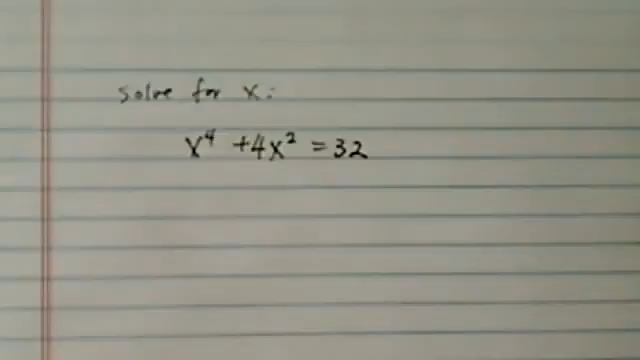 solve for x:
x⁴ + 4x² = 32